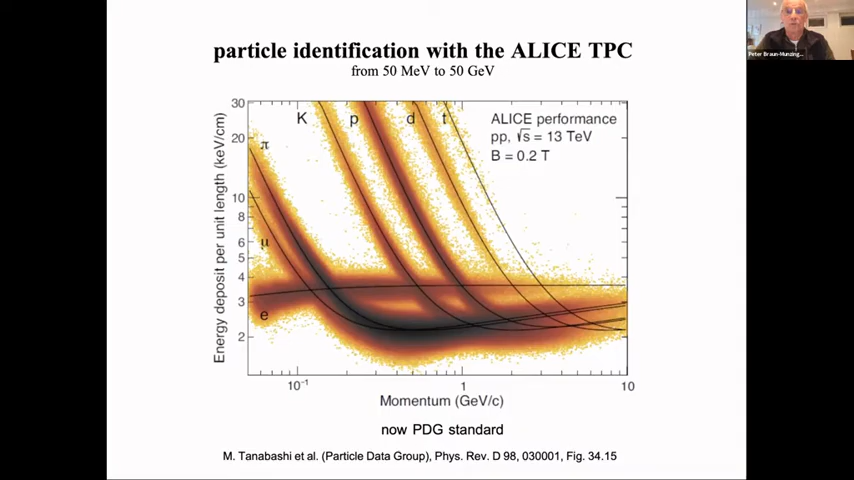 particle identification with the ALICE TPC
from 50 MeV to 50 GeV
Peter Braun-Munzing...
Energy deposit per unit length (keV/cm)
30
20
10
8
6
5
4
3
2
K p d t
π
μ
e
ALICE performance
pp, √s = 13 TeV
B = 0.2 T
10⁻¹ 1 10
Momentum (GeV/c)
now PDG standard
M. Tanabashi et al. (Particle Data Group), Phys. Rev. D 98, 030001, Fig. 34.15